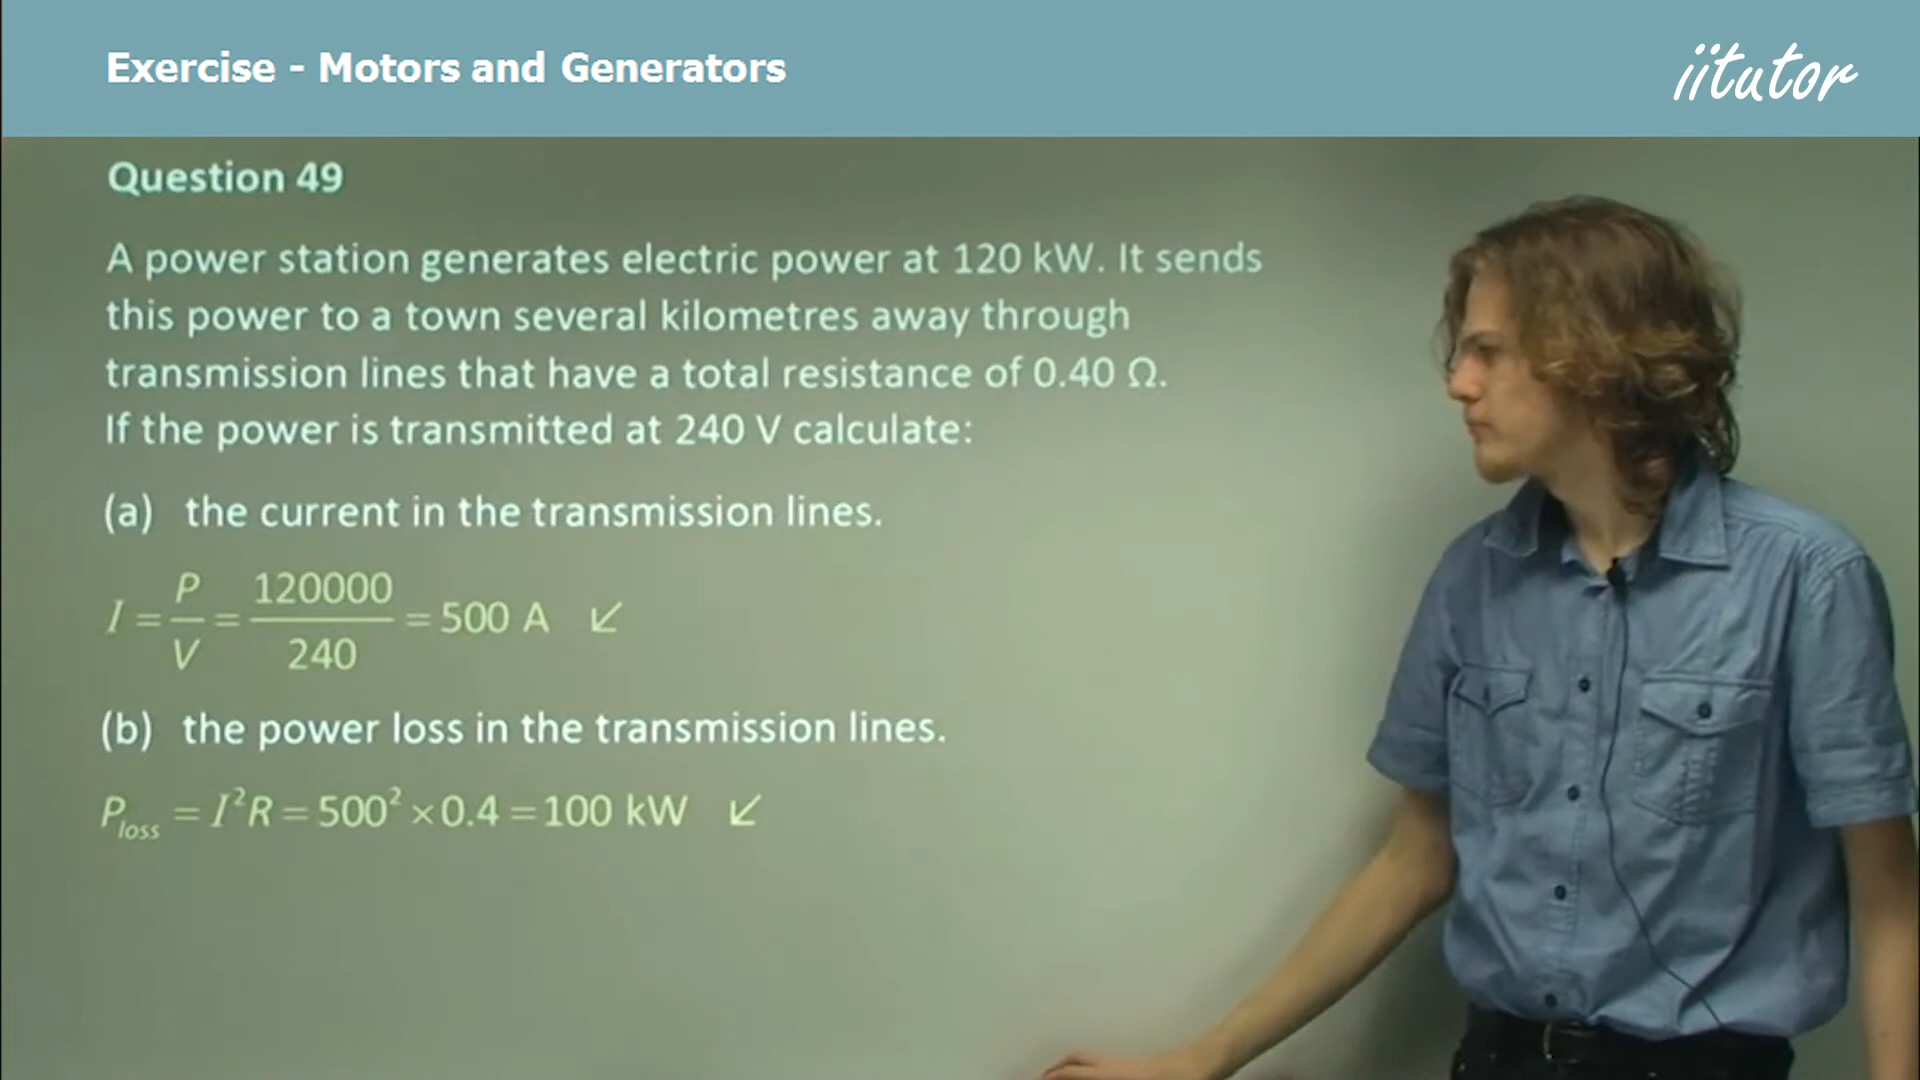 Exercise - Motors and Generators
iitutor
Question 49
A power station generates electric power at 120 kW. It sends
this power to a town several kilometres away through
transmission lines that have a total resistance of 0.40 Ω.
If the power is transmitted at 240 V calculate:
(a) the current in the transmission lines.
I = P/V = 120000/240 = 500 A ↙
(b) the power loss in the transmission lines.
P_loss = I²R = 500² × 0.4 = 100 kW ↙